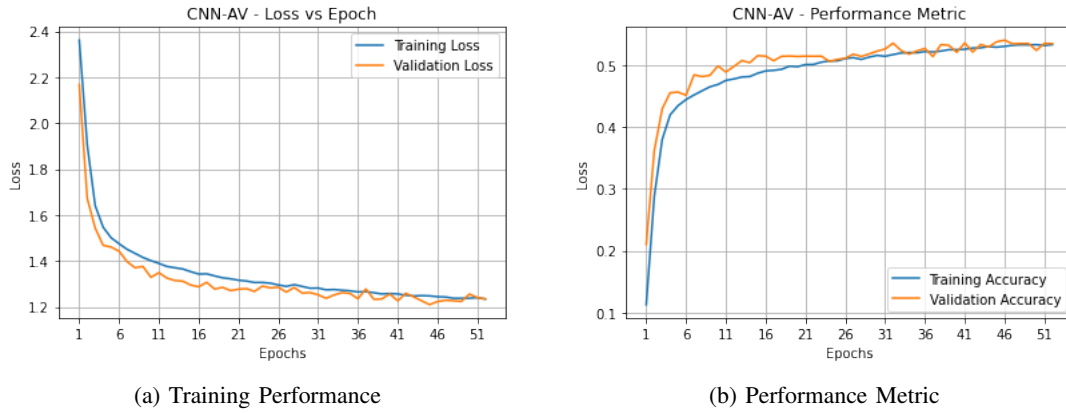 CNN-AV - Loss vs Epoch
2.4
2.2
2.0
1.8
1.6
1.4
1.2
Loss
Training Loss
Validation Loss
1 6 11 16 21 26 31 36 41 46 51
Epochs
(a) Training Performance
CNN-AV - Performance Metric
0.5
0.4
0.3
0.2
0.1
Loss
Training Accuracy
Validation Accuracy
1 6 11 16 21 26 31 36 41 46 51
Epochs
(b) Performance Metric